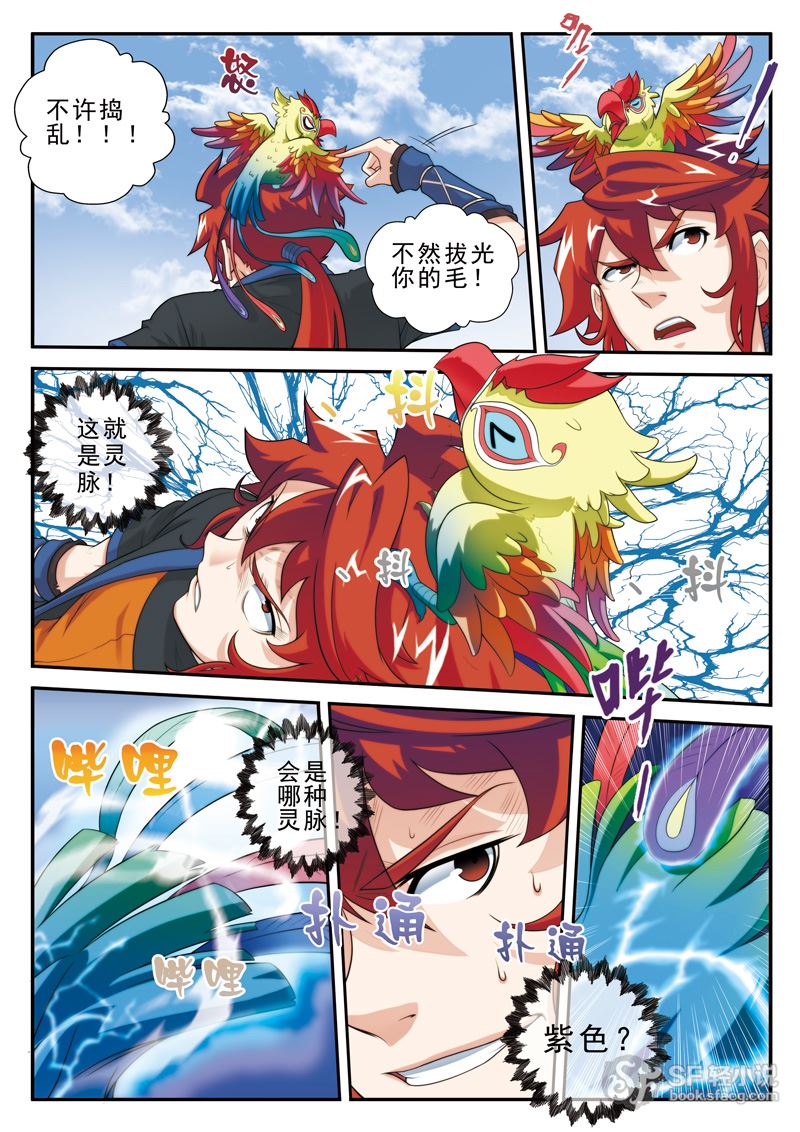 怒
不许捣
乱！！！
不然拔光
你的毛！
叮
！
抖
这就
是灵
脉！
抖
抖
哔
哔哩
会是
哪种
灵脉！
哔哩
扑通
扑通
紫色？
SF轻小说
book.sfacg.com